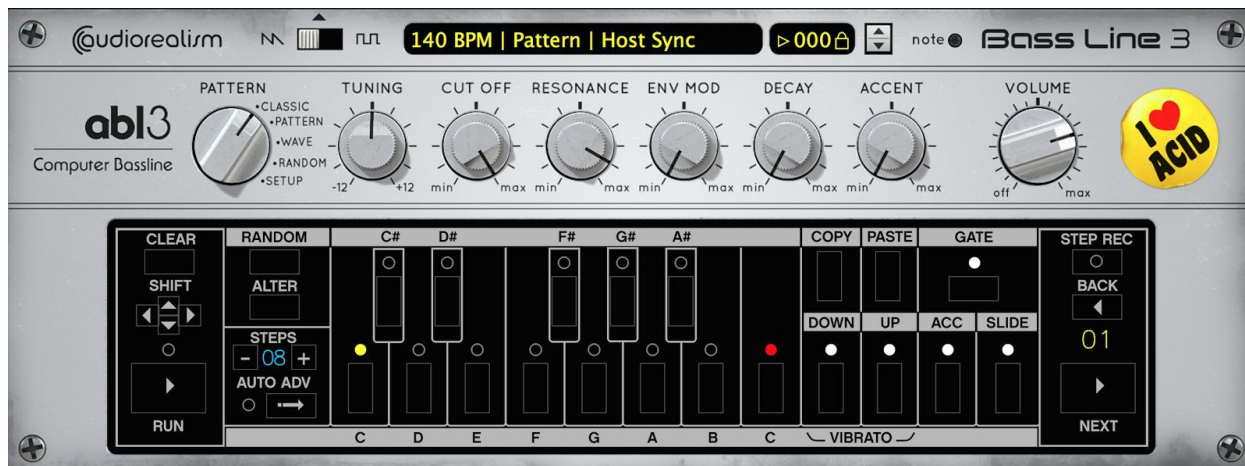 audiorealism
140 BPM | Pattern | Host Sync
000
note
Bass Line 3
abl3
Computer Bassline
PATTERN
CLASSIC
PATTERN
WAVE
RANDOM
SETUP
TUNING
-12 +12
CUT OFF
min max
RESONANCE
min max
ENV MOD
min max
DECAY
min max
ACCENT
min max
VOLUME
off max
I ❤ ACID
CLEAR
SHIFT
RUN
RANDOM
ALTER
STEPS
- 08 +
AUTO ADV
C# D# F# G# A#
C D E F G A B C
COPY PASTE GATE
DOWN UP ACC SLIDE
VIBRATO
STEP REC
BACK
01
NEXT